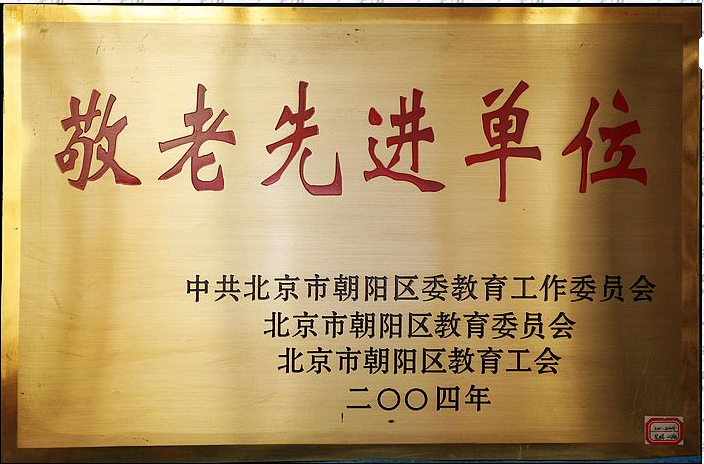 敬老先进单位
中共北京市朝阳区委教育工作委员会
北京市朝阳区教育委员会
北京市朝阳区教育工会
二〇〇四年